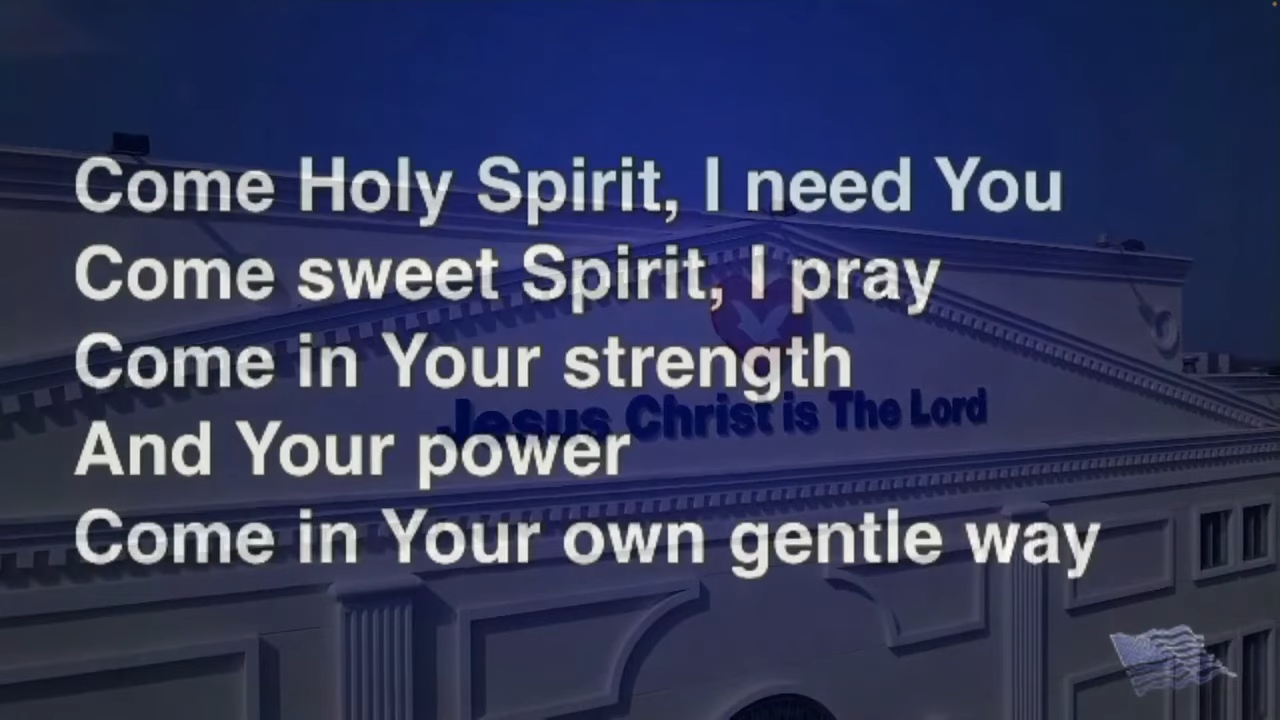 Come Holy Spirit, I need You
Come sweet Spirit, I pray
Come in Your strength
And Your power
Come in Your own gentle way
Jesus Christ is The Lord